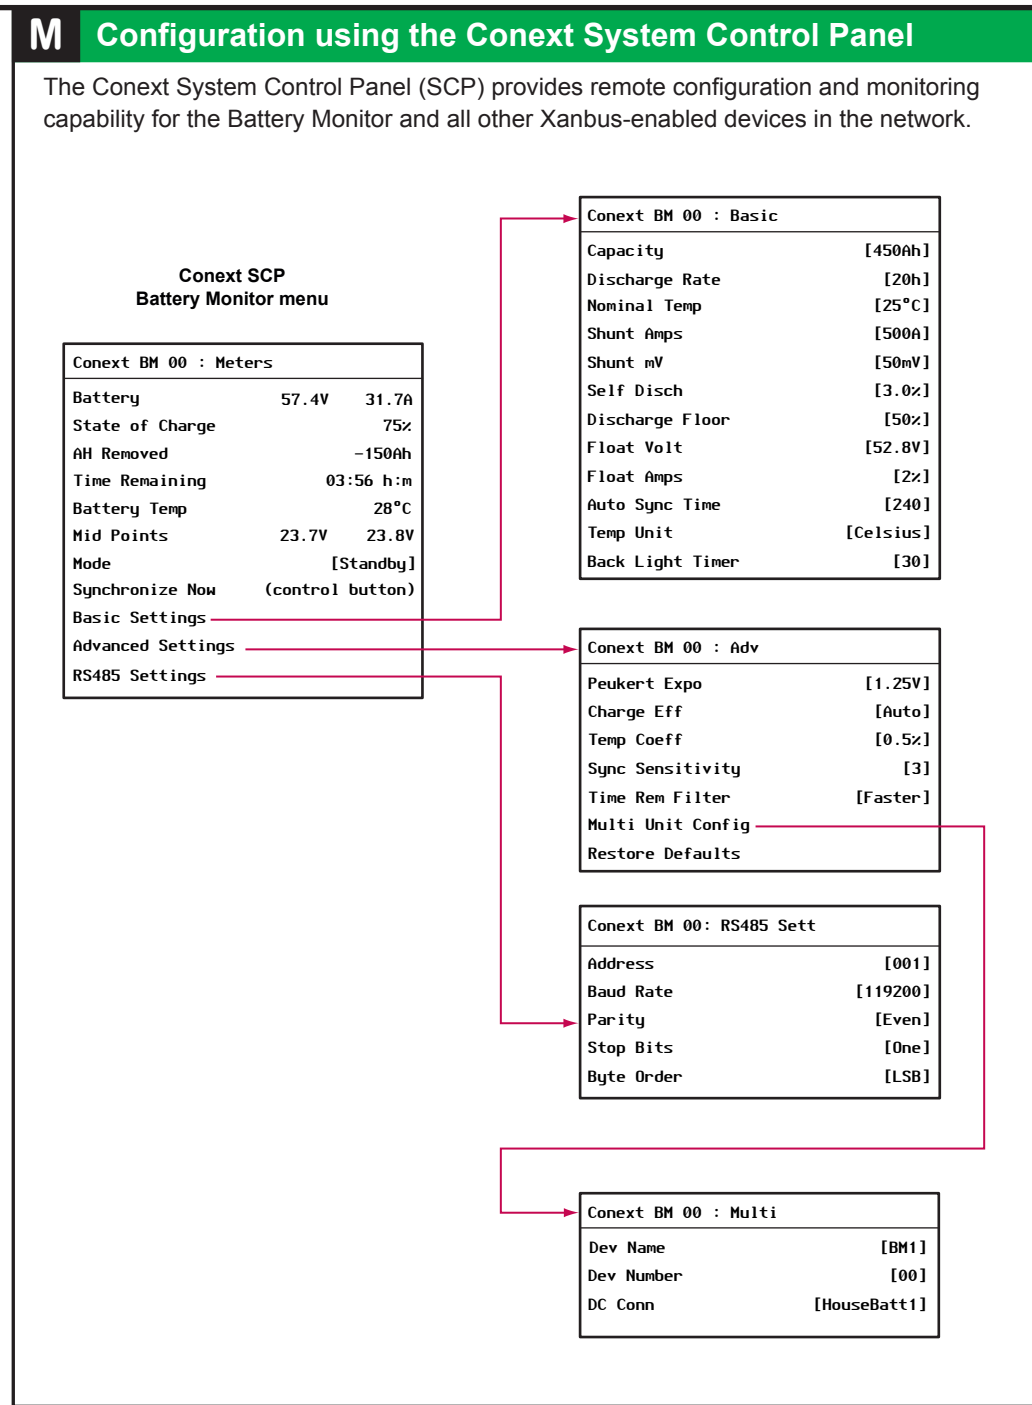 M Configuration using the Conext System Control Panel
The Conext System Control Panel (SCP) provides remote configuration and monitoring
capability for the Battery Monitor and all other Xanbus-enabled devices in the network.
Conext SCP
Battery Monitor menu
Conext BM 00 : Meters
Battery 57.4V 31.7A
State of Charge 75%
AH Removed -150Ah
Time Remaining 03:56 h:m
Battery Temp 28°C
Mid Points 23.7V 23.8V
Mode [Standby]
Synchronize Now (control button)
Basic Settings
Advanced Settings
RS485 Settings
Conext BM 00 : Basic
Capacity [450Ah]
Discharge Rate [20h]
Nominal Temp [25°C]
Shunt Amps [500A]
Shunt mV [50mV]
Self Disch [3.0%]
Discharge Floor [50%]
Float Volt [52.8V]
Float Amps [2%]
Auto Sync Time [240]
Temp Unit [Celsius]
Back Light Timer [30]
Conext BM 00 : Adv
Peukert Expo [1.25V]
Charge Eff [Auto]
Temp Coeff [0.5%]
Sync Sensitivity [3]
Time Rem Filter [Faster]
Multi Unit Config
Restore Defaults
Conext BM 00: RS485 Sett
Address [001]
Baud Rate [119200]
Parity [Even]
Stop Bits [One]
Byte Order [LSB]
Conext BM 00 : Multi
Dev Name [BM1]
Dev Number [00]
DC Conn [HouseBatt1]